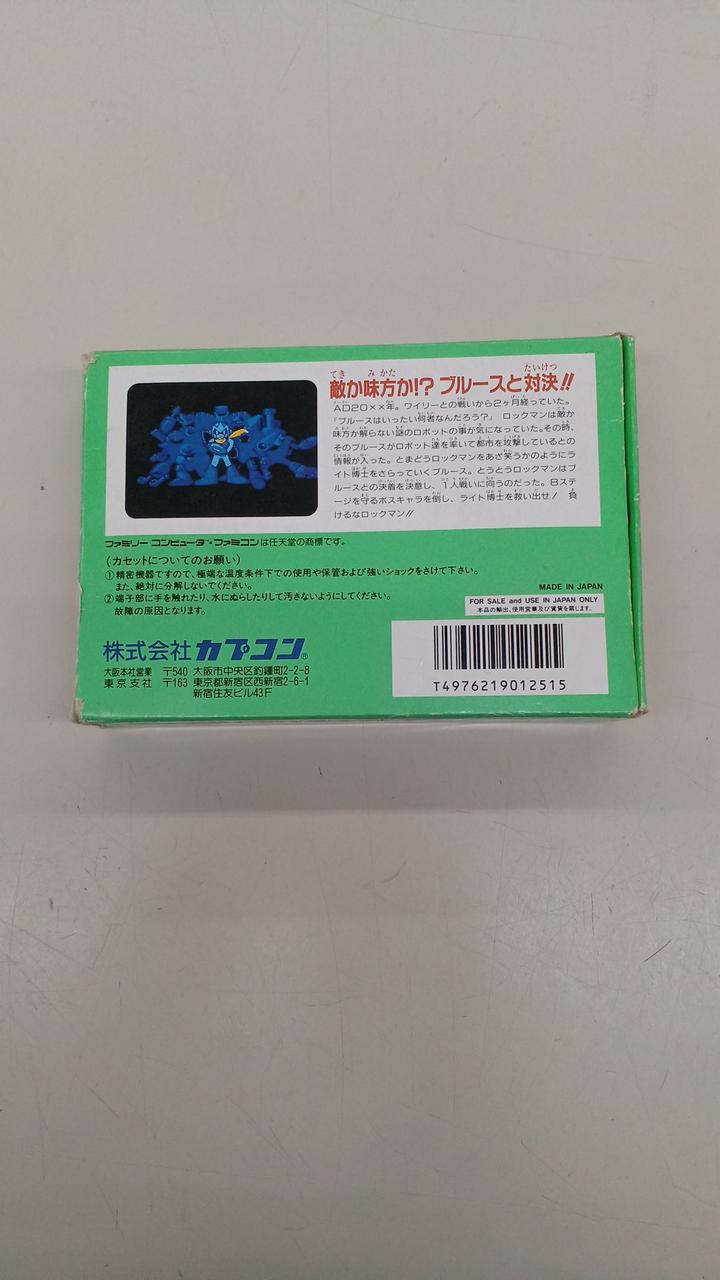 敵か味方か!? ブルースと対決!!
AD20××年。ワイリーとの戦いから2ヶ月経っていた。
『ブルースはいったい何者なんだろう?』 ロックマンは敵か
味方か解らない謎のロボットの事が気になっていた。その時、
そのブルースがロボット達を率いて都市を攻撃しているとの
情報が入った。とまどうロックマンをあざ笑うかのようにラ
イト博士をさらっていくブルース。とうとうロックマンはブ
ルースとの決着を決意し、1人戦いに向うのだった。8ステ
ージを守るボスキャラを倒し、ライト博士を救い出せ! 負
けるなロックマン!!
ファミリーコンピュータ・ファミコンは任天堂の商標です。
(カセットについてのお願い)
①精密機器ですので、極端な温度条件下での使用や保管および強いショックをさけて下さい。
また、絶対に分解しないでください。
②端子部に手を触れたり、水にぬらしたりして汚さないようにしてください。
故障の原因となります。
MADE IN JAPAN
FOR SALE and USE IN JAPAN ONLY
本品の輸出、使用営業及び賃貸を禁じます。
株式会社カプコン®
大阪本社営業 〒540 大阪市中央区釣鐘町2-2-8
東京支社 〒163 東京都新宿区西新宿2-6-1
新宿住友ビル43F
T4976219012515